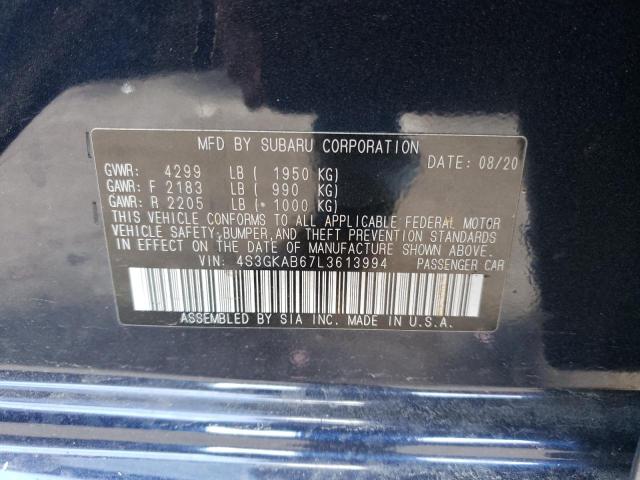 MFD BY SUBARU CORPORATION
DATE: 08/20
GVWR: 4299 LB ( 1950 KG)
GAWR: F 2183 LB ( 990 KG)
GAWR: R 2205 LB (* 1000 KG)
THIS VEHICLE CONFORMS TO ALL APPLICABLE FEDERAL MOTOR
VEHICLE SAFETY, BUMPER, AND THEFT PREVENTION STANDARDS
IN EFFECT ON THE DATE OF MANUFACTURE SHOWN ABOVE.
VIN: 4S3GKAB67L3613994 PASSENGER CAR
ASSEMBLED BY SIA INC. MADE IN U.S.A.